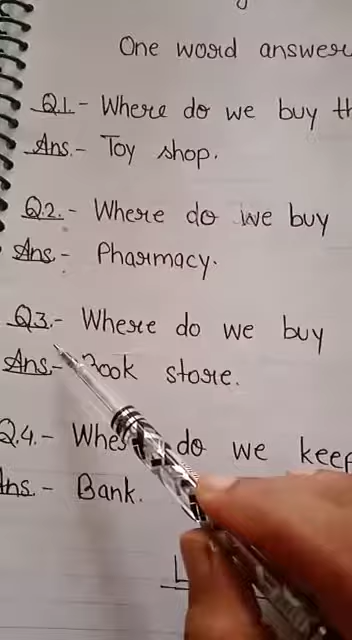 One word answer
Q1.- Where do we buy th
Ans.- Toy shop.
Q2.- Where do we buy
Ans.- Pharmacy.
Q3.- Where do we buy
Ans.- Book store.
Q.4.- Where do we keep
Ans.- Bank.